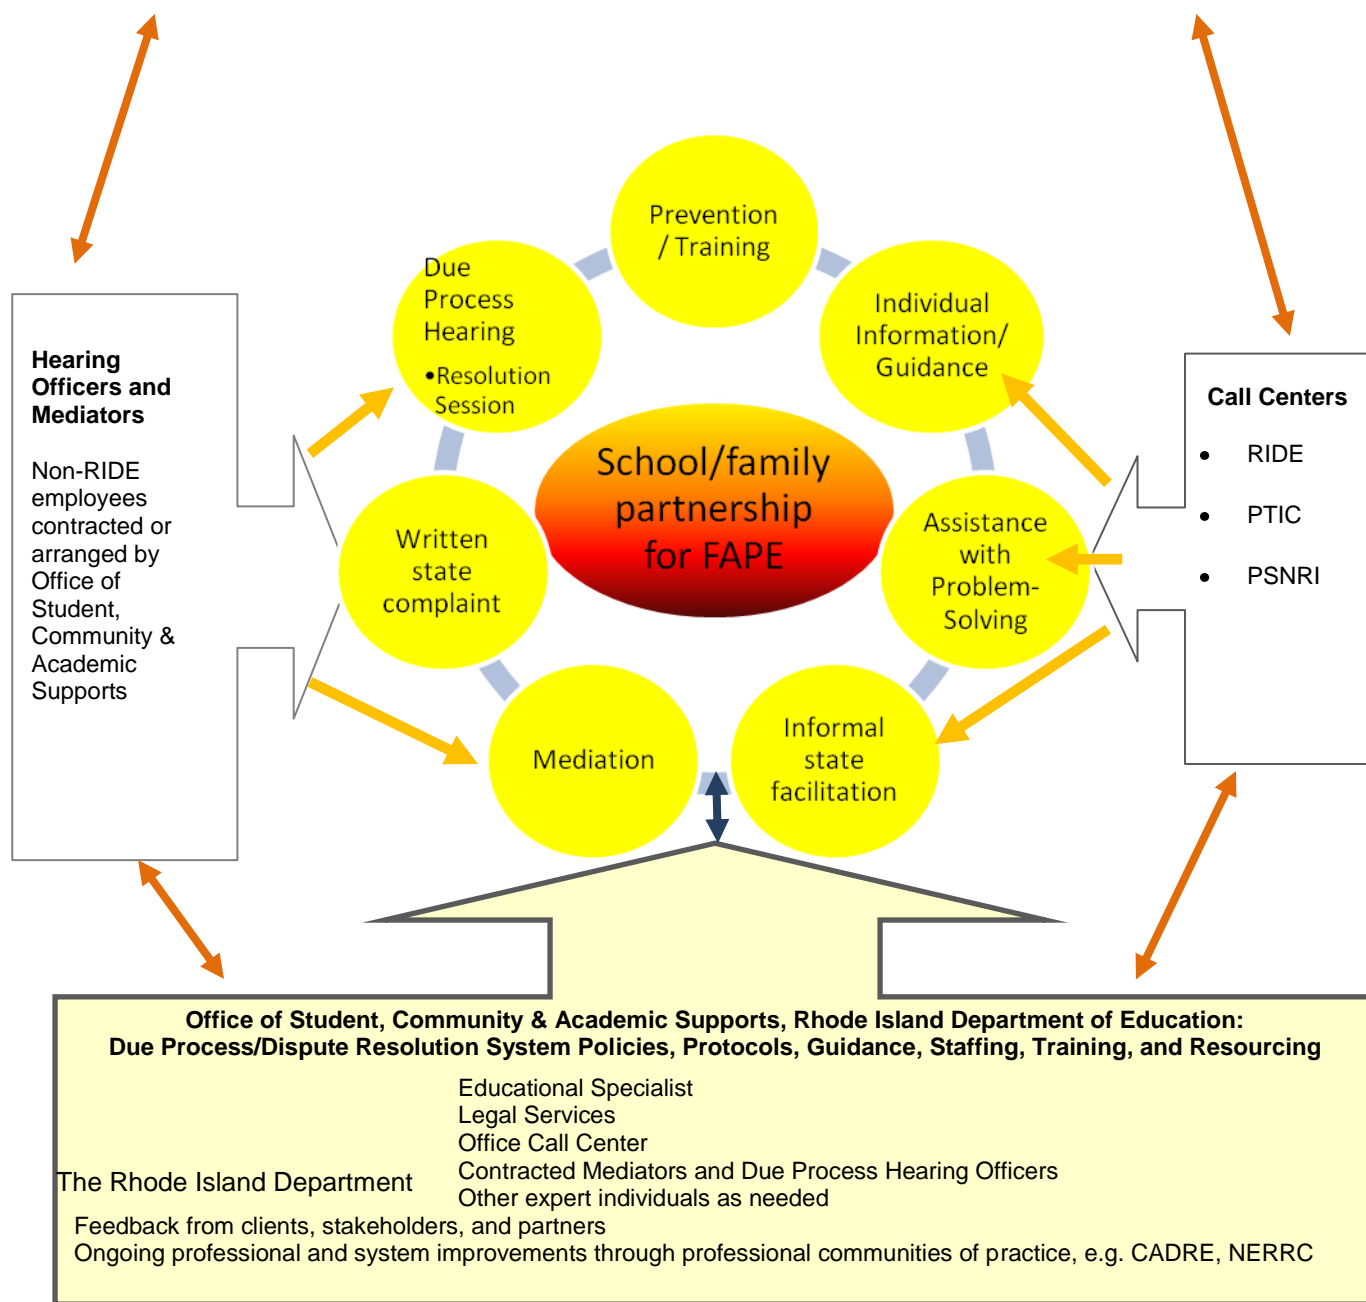 Prevention
/ Training
Due
Process
Hearing
•Resolution
Session
Individual
Information/
Guidance
Hearing
Officers and
Mediators
Non-RIDE
employees
contracted or
arranged by
Office of
Student,
Community &
Academic
Supports
School/family
partnership
for FAPE
Call Centers
• RIDE
• PTIC
• PSNRI
Written
state
complaint
Assistance
with
Problem-
Solving
Mediation
Informal
state
facilitation
Office of Student, Community & Academic Supports, Rhode Island Department of Education:
Due Process/Dispute Resolution System Policies, Protocols, Guidance, Staffing, Training, and Resourcing
Educational Specialist
Legal Services
Office Call Center
Contracted Mediators and Due Process Hearing Officers
The Rhode Island Department
Other expert individuals as needed
Feedback from clients, stakeholders, and partners
Ongoing professional and system improvements through professional communities of practice, e.g. CADRE, NERRC